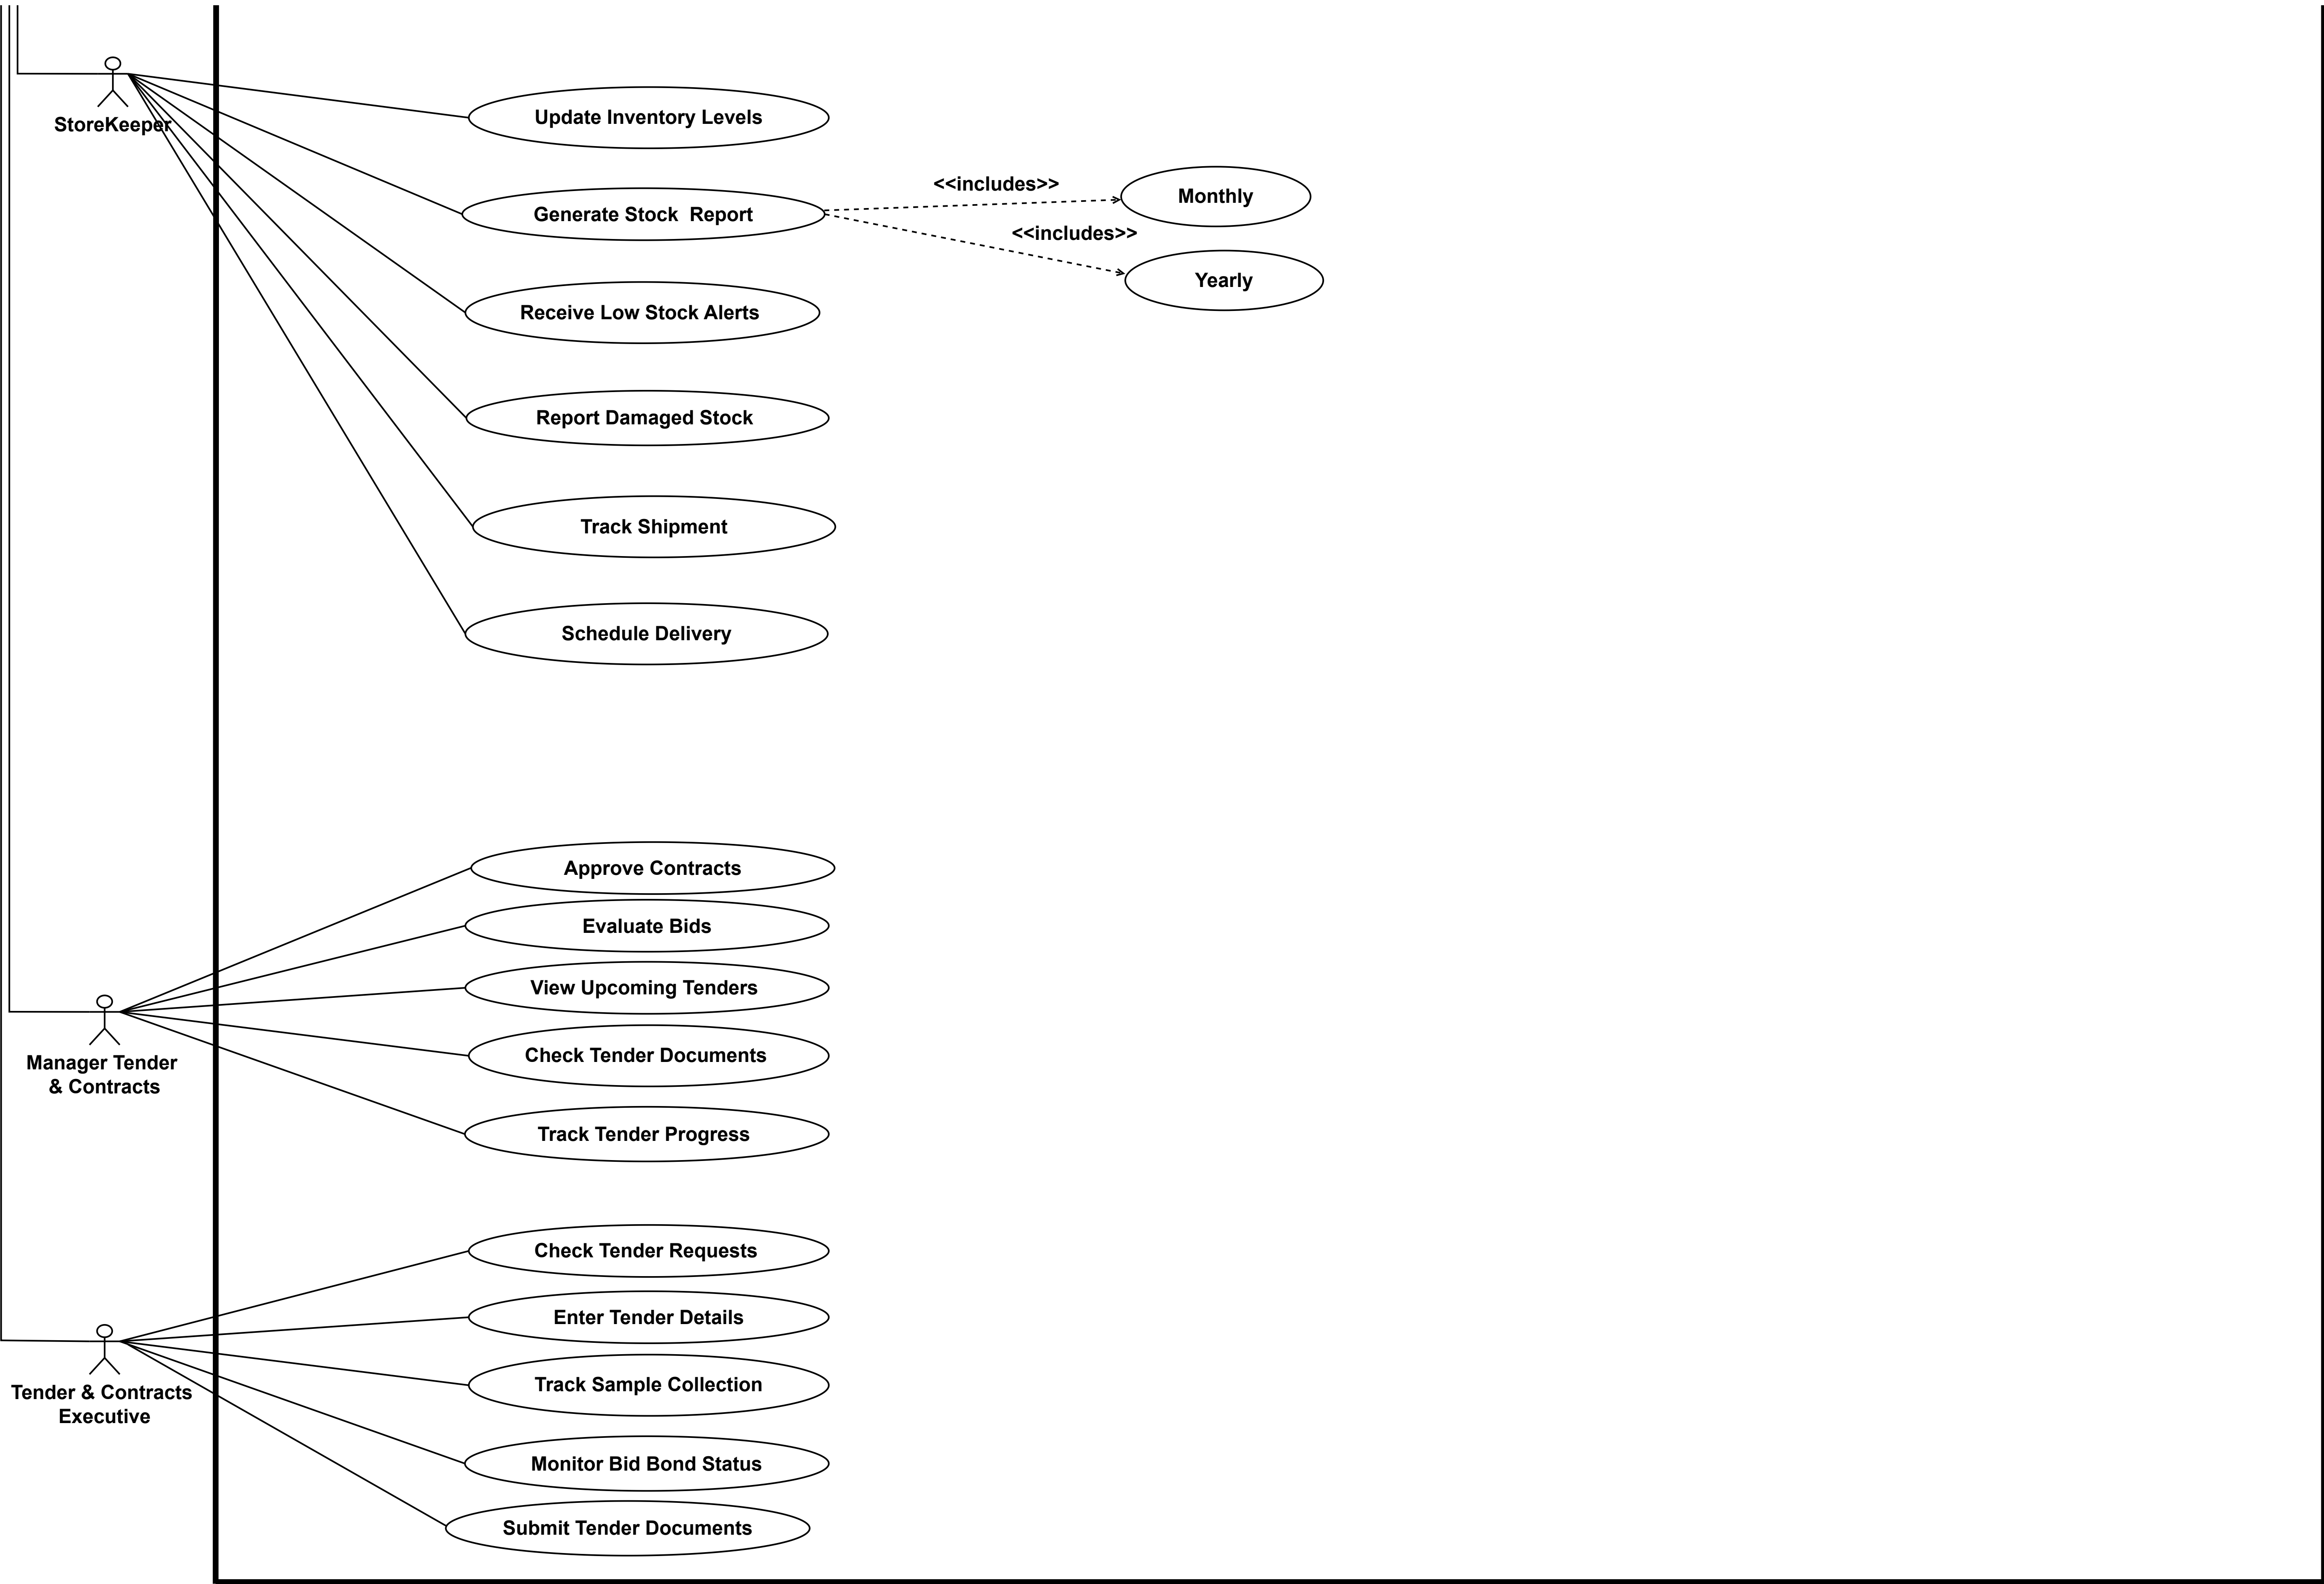 StoreKeeper
Update Inventory Levels
Generate Stock  Report
<<includes>>
Monthly
<<includes>>
Yearly
Receive Low Stock Alerts
Report Damaged Stock
Track Shipment
Schedule Delivery
Manager Tender
& Contracts
Approve Contracts
Evaluate Bids
View Upcoming Tenders
Check Tender Documents
Track Tender Progress
Tender & Contracts
Executive
Check Tender Requests
Enter Tender Details
Track Sample Collection
Monitor Bid Bond Status
Submit Tender Documents